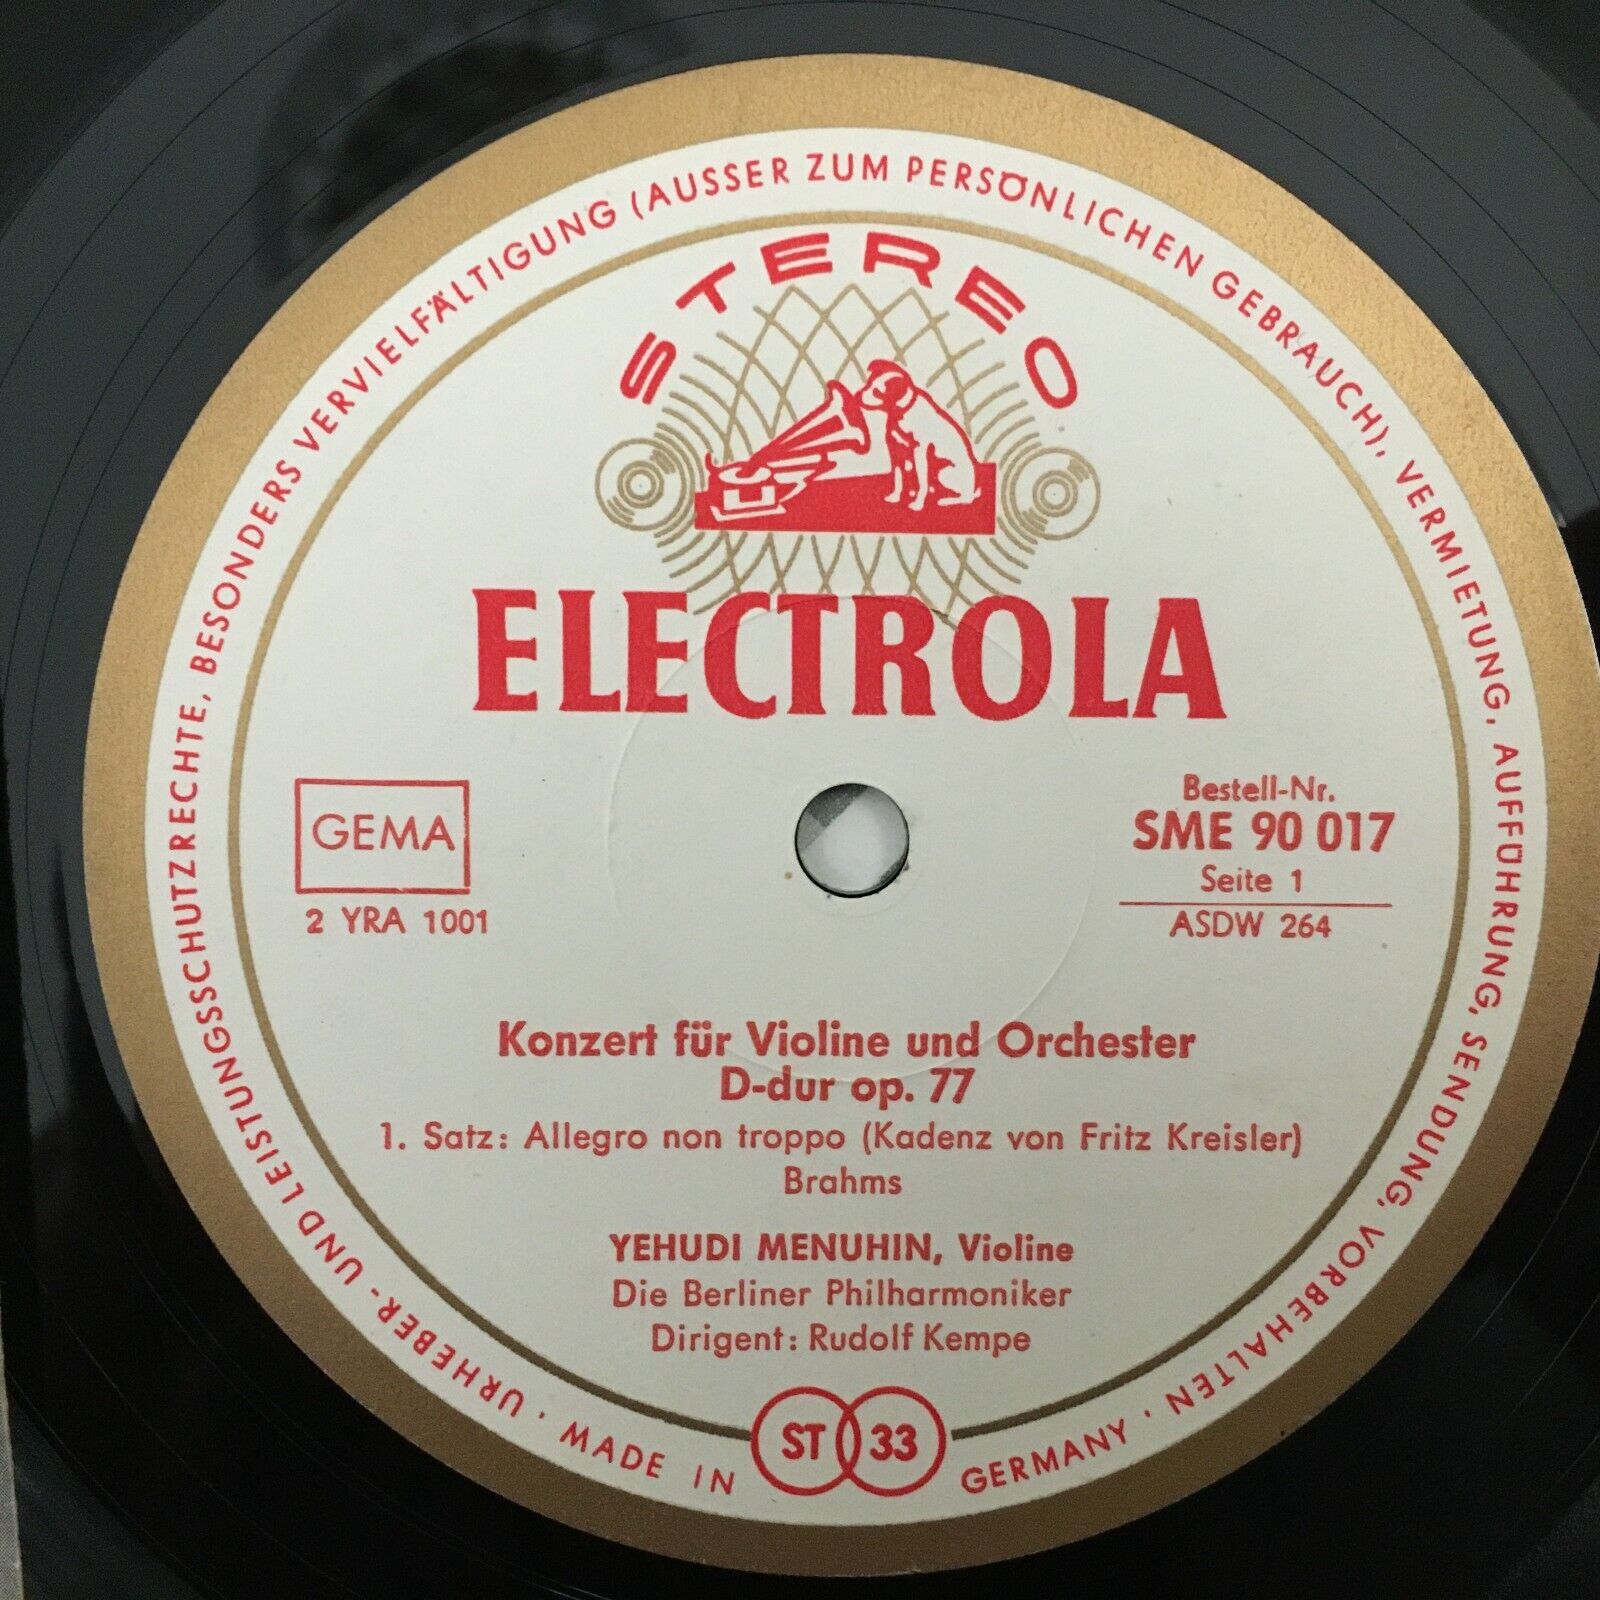 STEREO
ELECTROLA
GEMA
2 YRA 1001
Bestell-Nr.
SME 90 017
Seite 1
ASDW 264
Konzert für Violine und Orchester
D-dur op. 77
1. Satz: Allegro non troppo (Kadenz von Fritz Kreisler)
Brahms
YEHUDI MENUHIN, Violine
Die Berliner Philharmoniker
Dirigent: Rudolf Kempe
ST 33
MADE IN GERMANY
· URHEBER- UND LEISTUNGSSCHUTZRECHTE, BESONDERS VERVIELFÄLTIGUNG (AUSSER ZUM PERSÖNLICHEN GEBRAUCH), VERMIETUNG, AUFFÜHRUNG, SENDUNG, VORBEHALTEN ·